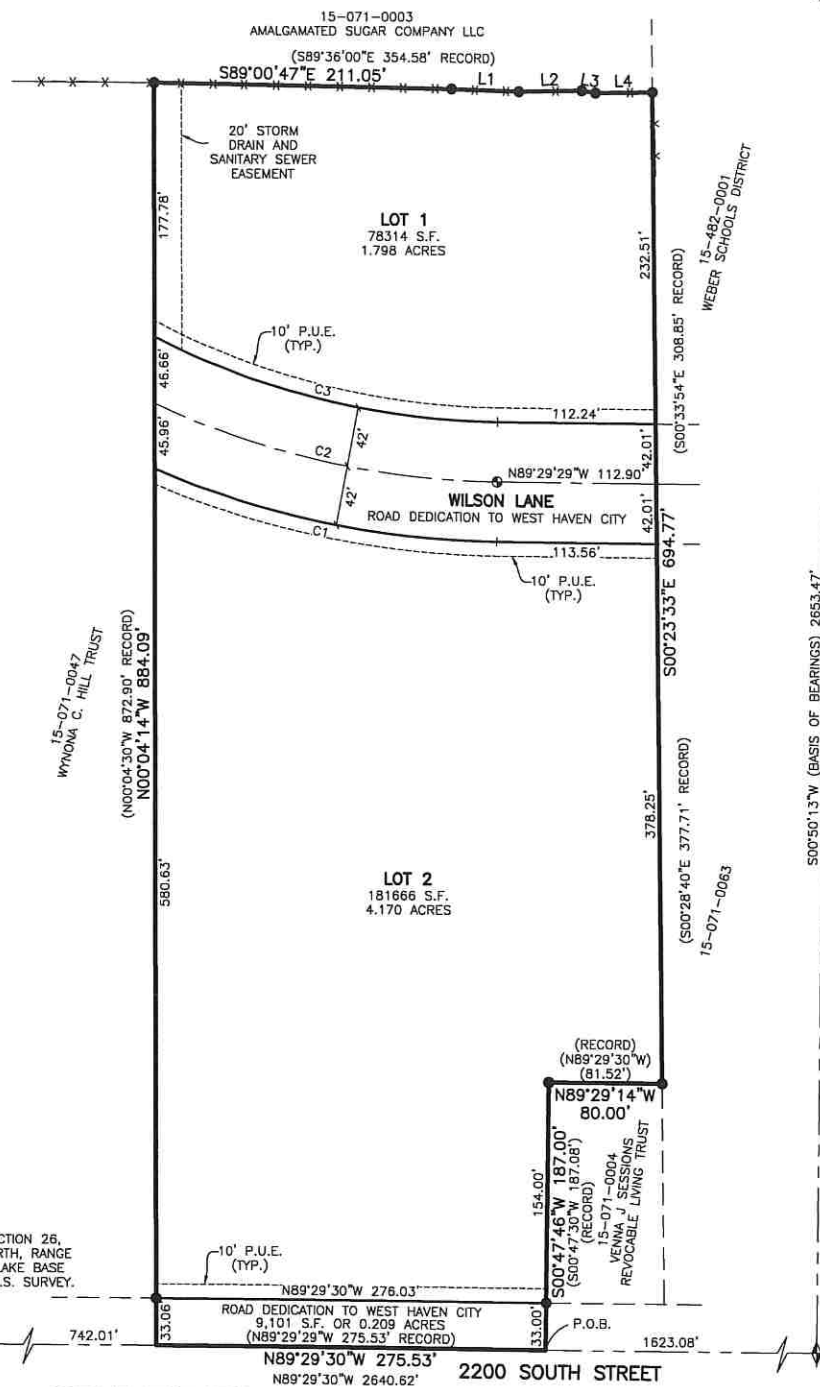 15-071-0003
AMALGAMATED SUGAR COMPANY LLC
(S89°36'00"E 354.58' RECORD)
S89°00'47"E 211.05'
L1
L2
L3
L4
20' STORM
DRAIN AND
SANITARY SEWER
EASEMENT
177.78'
LOT 1
78314 S.F.
1.798 ACRES
232.51'
15-482-0001
WEBER SCHOOLS DISTRICT
(S00°33'54"E 308.85' RECORD)
10' P.U.E.
(TYP.)
46.66'
C3
112.24'
42'
42.01'
45.96'
C2
N89°29'29"W 112.90'
42'
WILSON LANE
ROAD DEDICATION TO WEST HAVEN CITY
42.01'
C1
113.56'
10' P.U.E.
(TYP.)
S00°23'33"E 694.77'
15-071-0047
WYNONA C. HILL TRUST
(N00°04'30"W 872.90' RECORD)
N00°04'14"W 884.09'
S00°50'13"W (BASIS OF BEARINGS) 2653.47'
580.63'
378.25'
(S00°28'40"E 377.71' RECORD)
15-071-0063
LOT 2
181666 S.F.
4.170 ACRES
(RECORD)
(N89°29'30"W)
(81.52')
N89°29'14"W
80.00'
154.00'
S00°47'46"W 187.00'
(S00°47'30"W 187.08')
(RECORD)
15-071-0004
VENNA J SESSIONS
REVOCABLE LIVING TRUST
CTION 26,
RTH, RANGE
LAKE BASE
.S. SURVEY.
10' P.U.E.
(TYP.)
N89°29'30"W 276.03'
33.06'
ROAD DEDICATION TO WEST HAVEN CITY
9,101 S.F. OR 0.209 ACRES
(N89°29'29"W 275.53' RECORD)
33.00'
P.O.B.
742.01'
1623.08'
N89°29'30"W 275.53'
2200 SOUTH STREET
N89°29'30"W 2640.62'